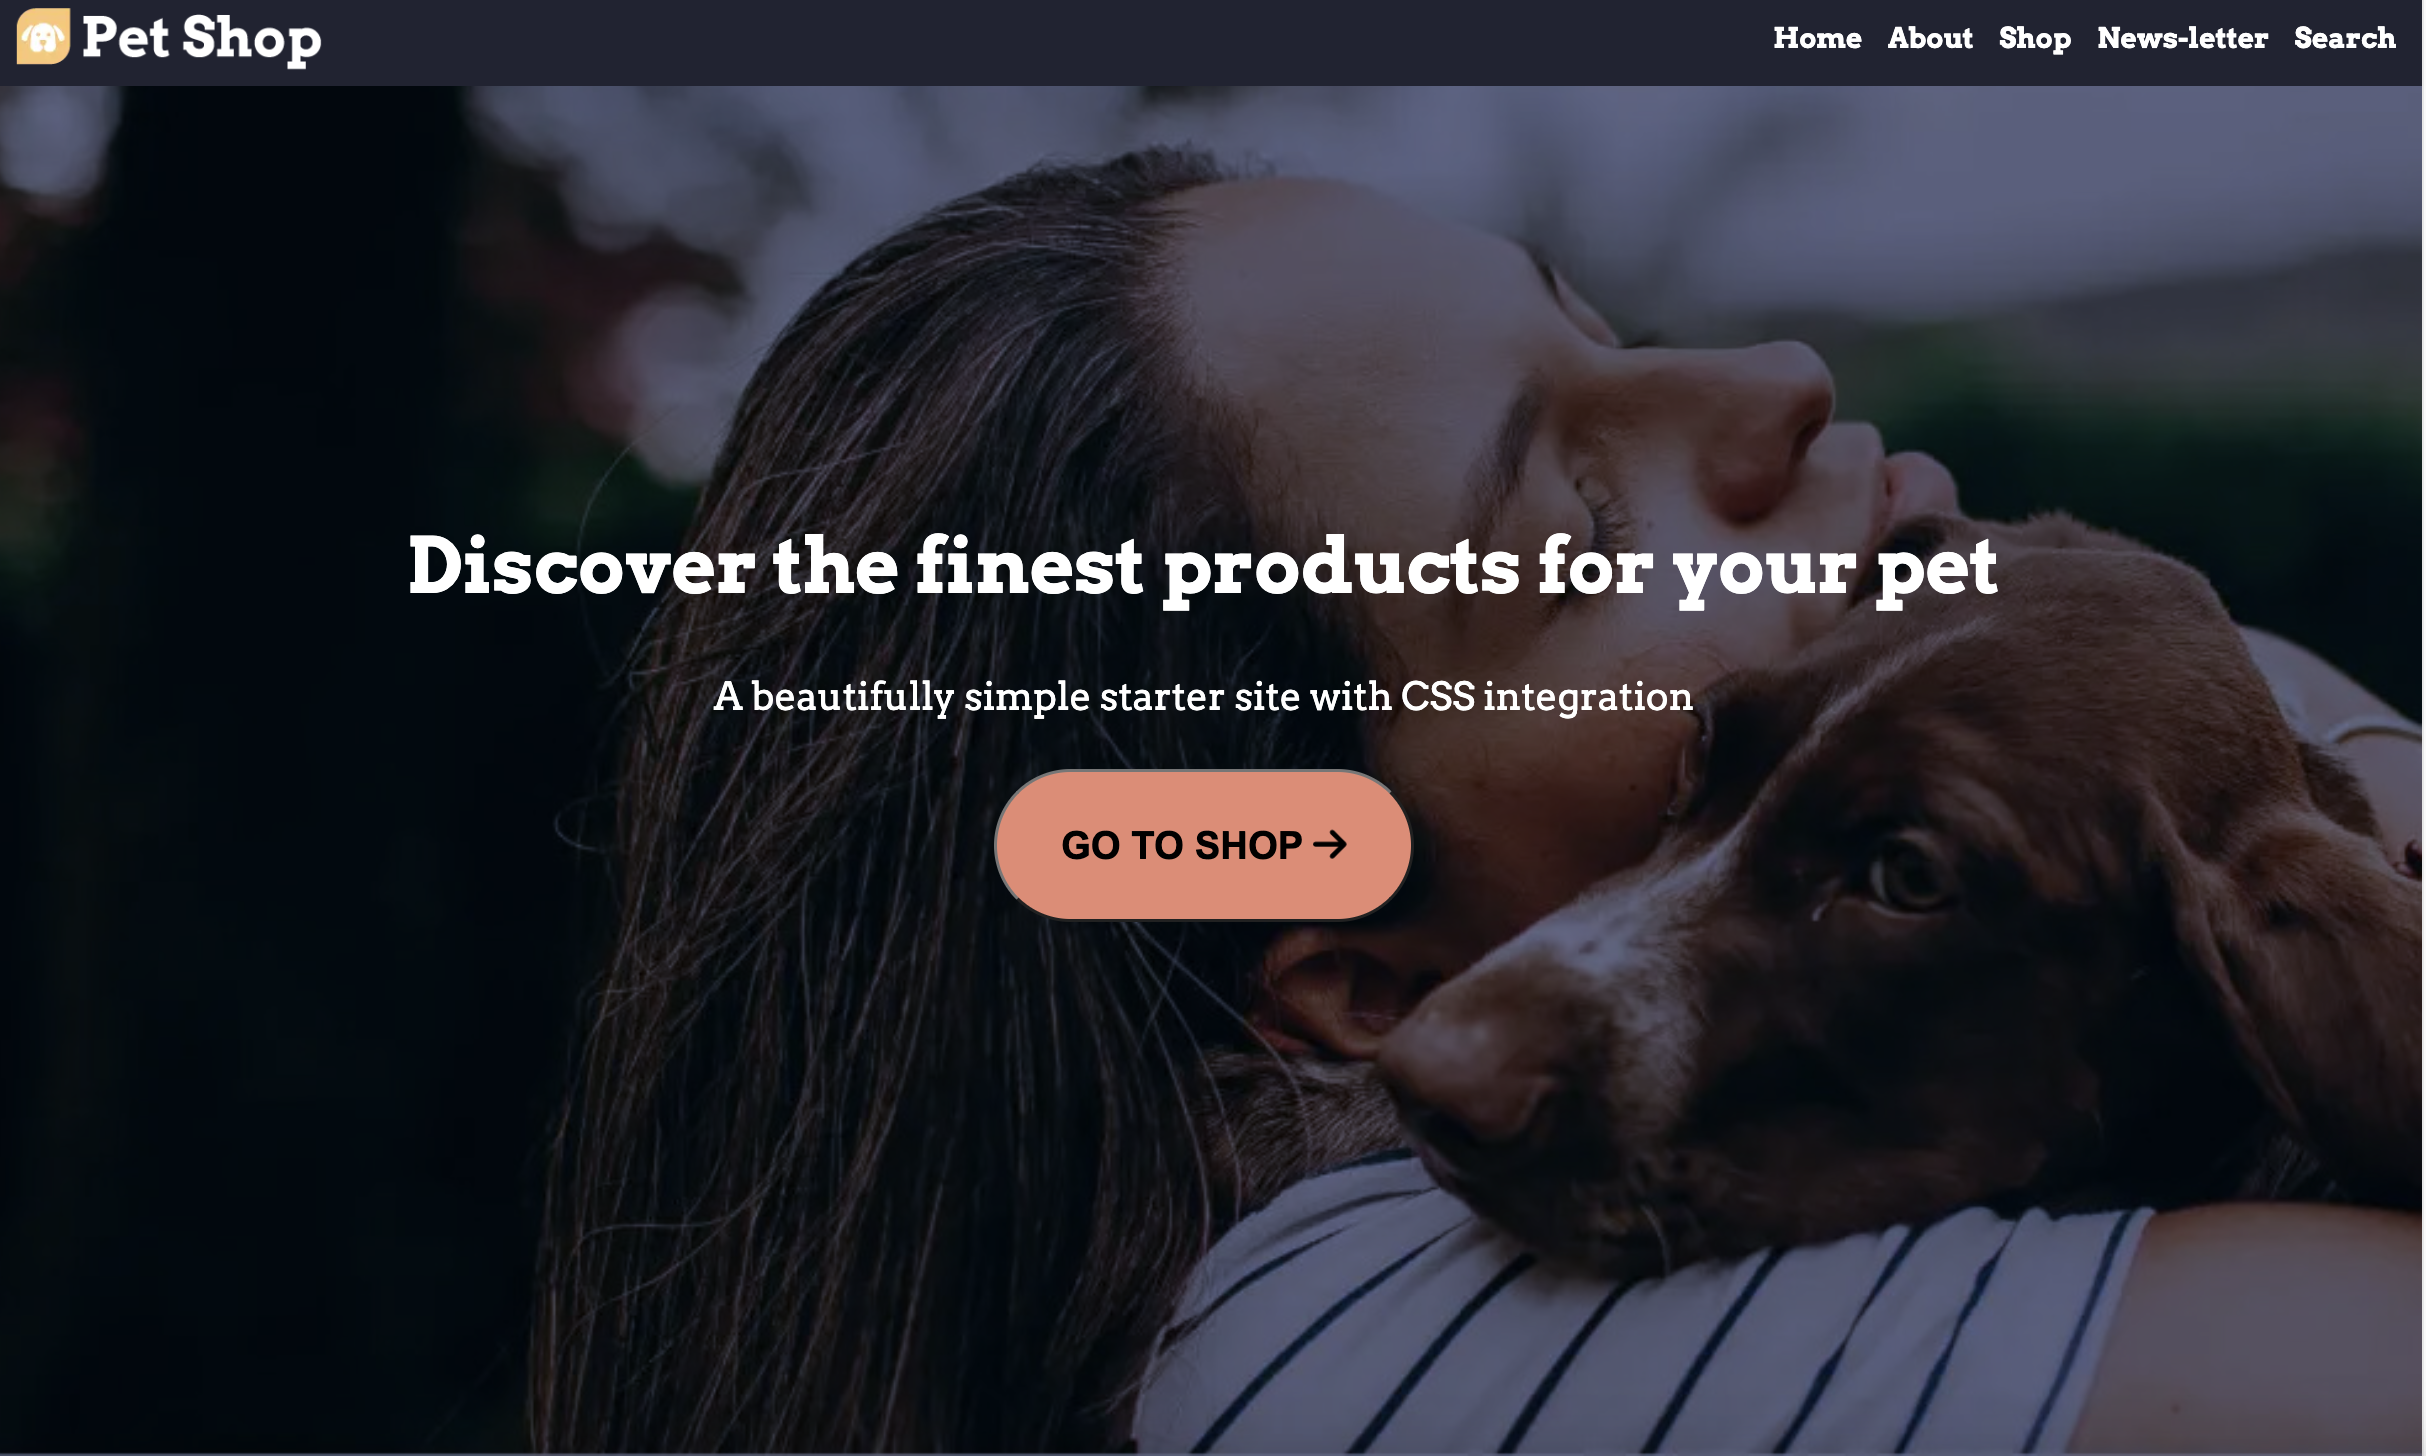 Pet Shop
Home About Shop News-letter Search
Discover the finest products for your pet
A beautifully simple starter site with CSS integration
GO TO SHOP →